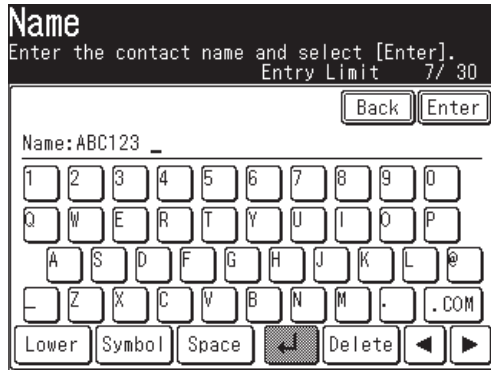 Name
Enter the contact name and select [Enter].
Entry Limit 7/ 30
Back Enter
Name:ABC123 _
1 2 3 4 5 6 7 8 9 0
Q W E R T Y U I O P
A S D F G H J K L @
_ Z X C V B N M . .COM
Lower Symbol Space ↵ Delete ◀ ▶